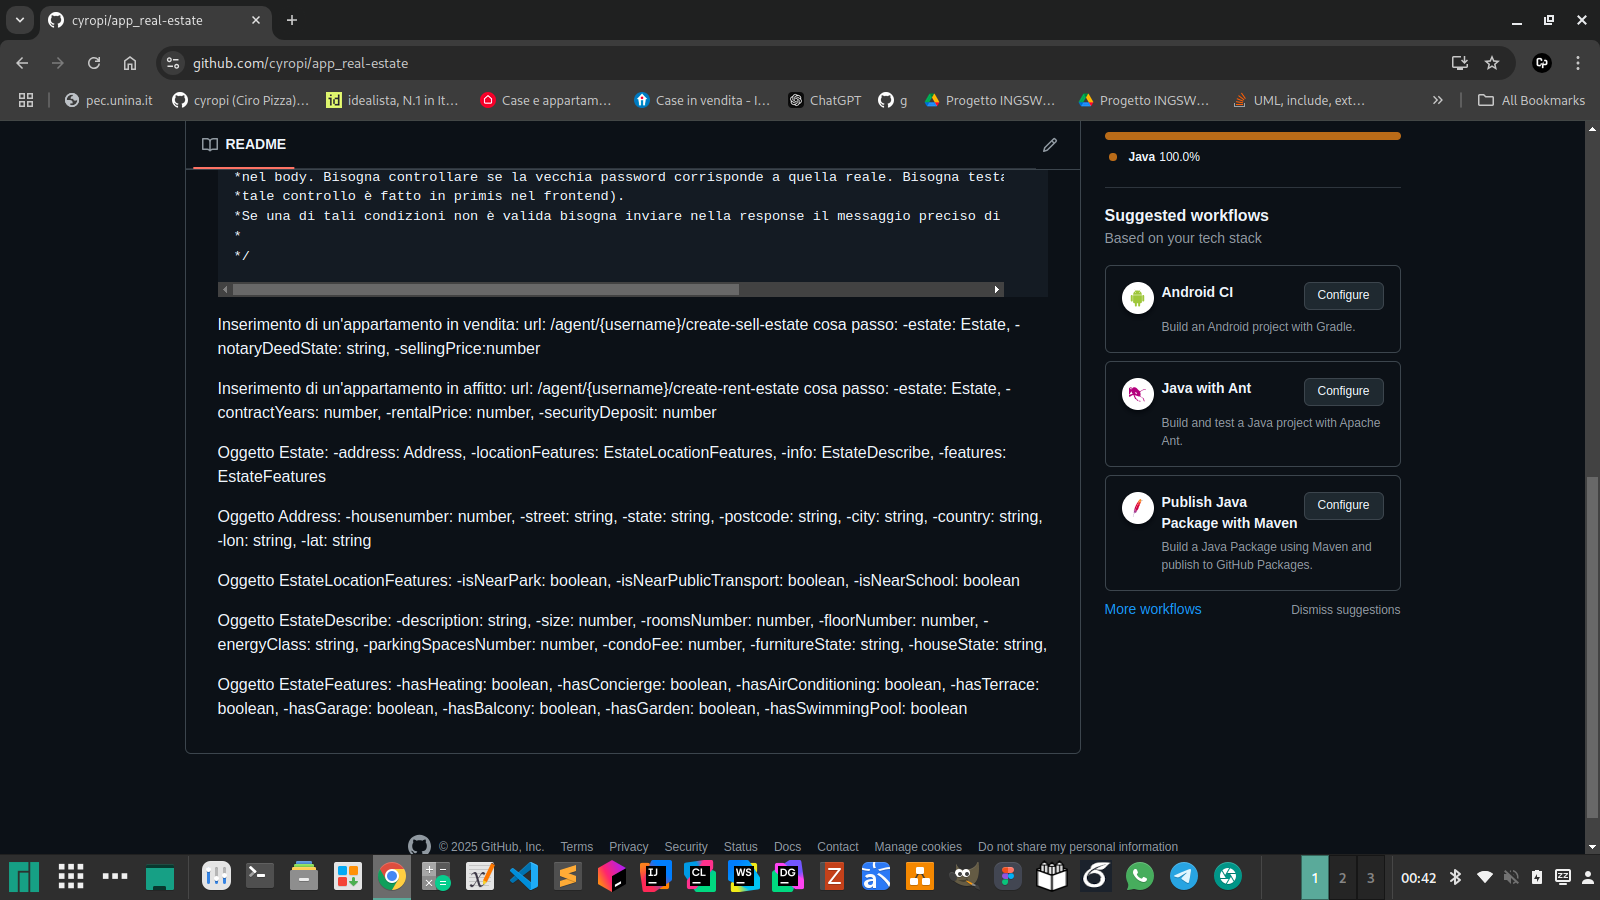 cyropi/app_real-estate
github.com/cyropi/app_real-estate
pec.unina.it
cyropi (Ciro Pizza)...
idealista, N.1 in It...
Case e appartam...
Case in vendita - I...
ChatGPT
g
Progetto INGSW...
Progetto INGSW...
UML, include, ext...
All Bookmarks
README
*nel body. Bisogna controllare se la vecchia password corrisponde a quella reale. Bisogna testa
*tale controllo è fatto in primis nel frontend).
*Se una di tali condizioni non è valida bisogna inviare nella response il messaggio preciso di
*
*/
Inserimento di un'appartamento in vendita: url: /agent/{username}/create-sell-estate cosa passo: -estate: Estate, -
notaryDeedState: string, -sellingPrice:number
Inserimento di un'appartamento in affitto: url: /agent/{username}/create-rent-estate cosa passo: -estate: Estate, -
contractYears: number, -rentalPrice: number, -securityDeposit: number
Oggetto Estate: -address: Address, -locationFeatures: EstateLocationFeatures, -info: EstateDescribe, -features:
EstateFeatures
Oggetto Address: -housenumber: number, -street: string, -state: string, -postcode: string, -city: string, -country: string,
-lon: string, -lat: string
Oggetto EstateLocationFeatures: -isNearPark: boolean, -isNearPublicTransport: boolean, -isNearSchool: boolean
Oggetto EstateDescribe: -description: string, -size: number, -roomsNumber: number, -floorNumber: number, -
energyClass: string, -parkingSpacesNumber: number, -condoFee: number, -furnitureState: string, -houseState: string,
Oggetto EstateFeatures: -hasHeating: boolean, -hasConcierge: boolean, -hasAirConditioning: boolean, -hasTerrace:
boolean, -hasGarage: boolean, -hasBalcony: boolean, -hasGarden: boolean, -hasSwimmingPool: boolean
Java 100.0%
Suggested workflows
Based on your tech stack
Android CI
Configure
Build an Android project with Gradle.
Java with Ant
Configure
Build and test a Java project with Apache
Ant.
Publish Java
Package with Maven
Configure
Build a Java Package using Maven and
publish to GitHub Packages.
More workflows
Dismiss suggestions
© 2025 GitHub, Inc.
Terms
Privacy
Security
Status
Docs
Contact
Manage cookies
Do not share my personal information
1
2
3
00:42